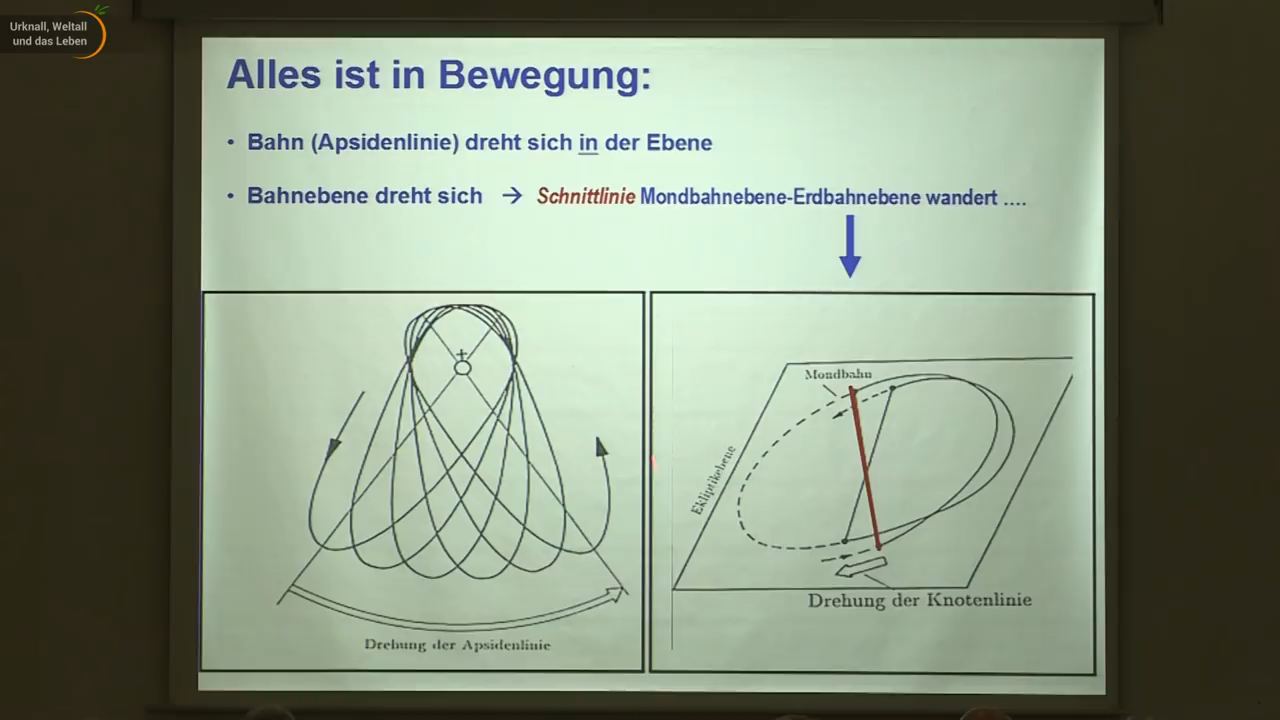 Urknall, Weltall
und das Leben
Alles ist in Bewegung:
• Bahn (Apsidenlinie) dreht sich in der Ebene
• Bahnebene dreht sich → Schnittlinie Mondbahnebene-Erdbahnebene wandert ....
Drehung der Apsidenlinie
Mondbahn
Ekliptikebene
Drehung der Knotenlinie